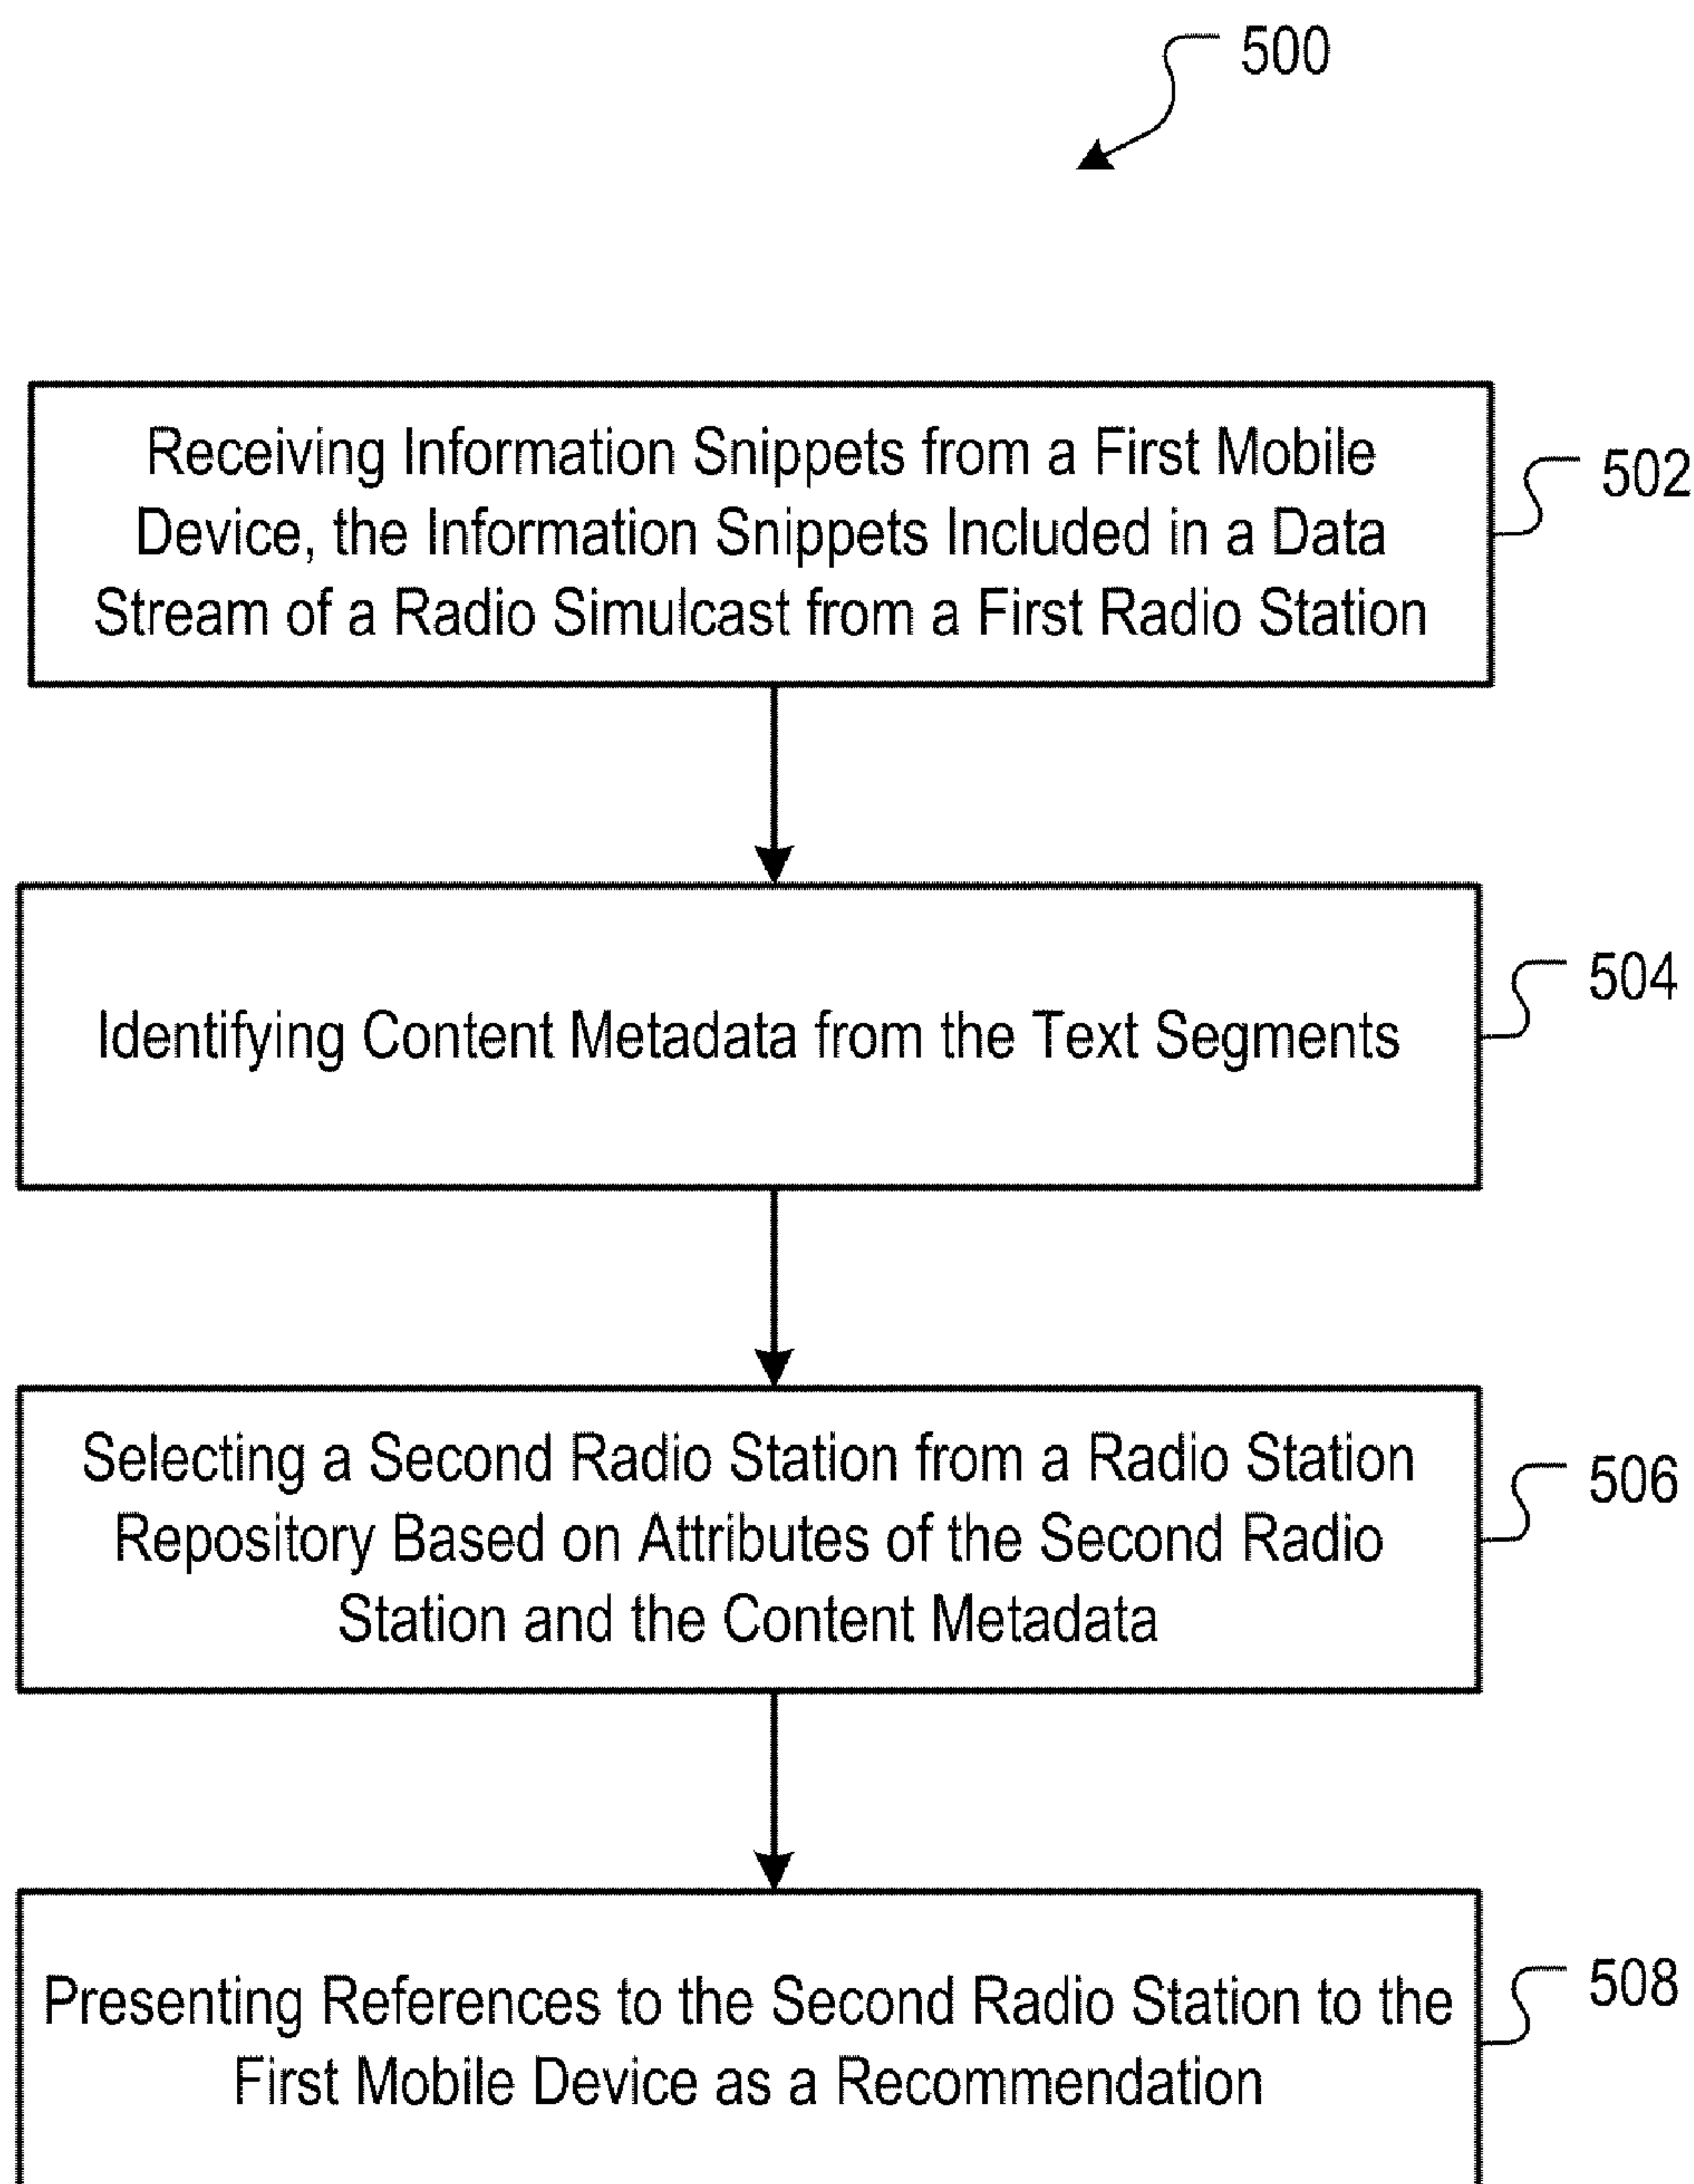 500
Receiving Information Snippets from a First Mobile
Device, the Information Snippets Included in a Data
Stream of a Radio Simulcast from a First Radio Station
502
Identifying Content Metadata from the Text Segments
504
Selecting a Second Radio Station from a Radio Station
Repository Based on Attributes of the Second Radio
Station and the Content Metadata
506
Presenting References to the Second Radio Station to the
First Mobile Device as a Recommendation
508